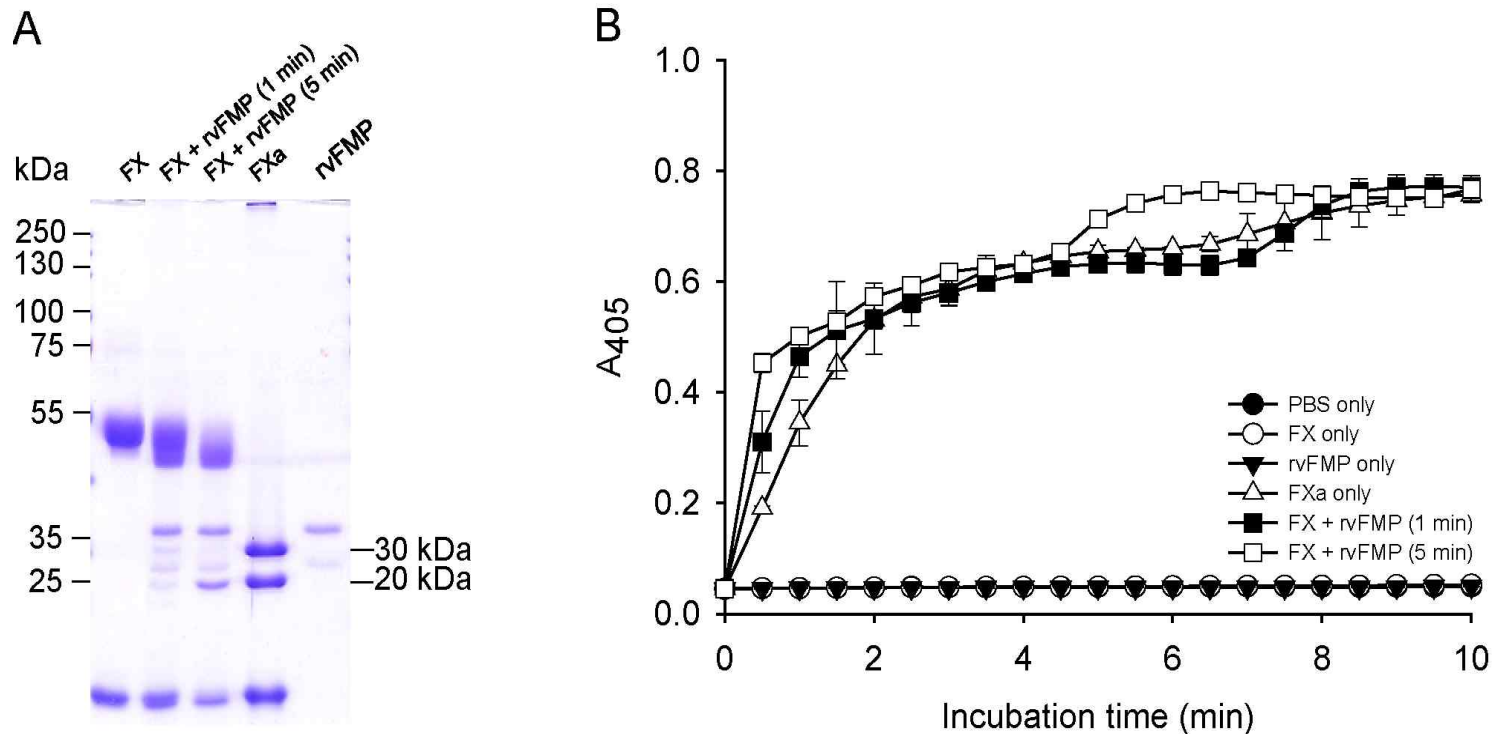 A
FX
FX + rvFMP (1 min)
FX + rvFMP (5 min)
FXa
rvFMP
kDa
250
130
100
75
55
35
25
30 kDa
20 kDa
B
1.0
0.8
0.6
0.4
0.2
0.0
A405
PBS only
FX only
rvFMP only
FXa only
FX + rvFMP (1 min)
FX + rvFMP (5 min)
0 2 4 6 8 10
Incubation time (min)